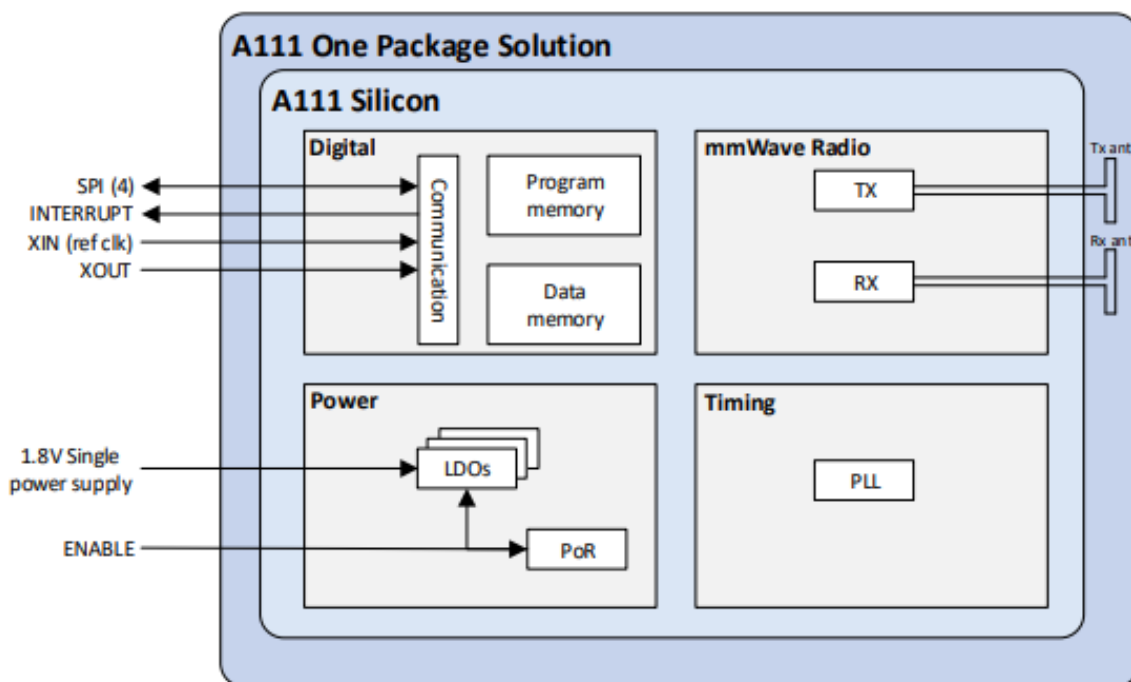 A111 One Package Solution
A111 Silicon
Digital
Communication
Program
memory
Data
memory
mmWave Radio
TX
RX
Tx ant
Rx ant
SPI (4)
INTERRUPT
XIN (ref clk)
XOUT
Power
LDOs
PoR
1.8V Single
power supply
ENABLE
Timing
PLL